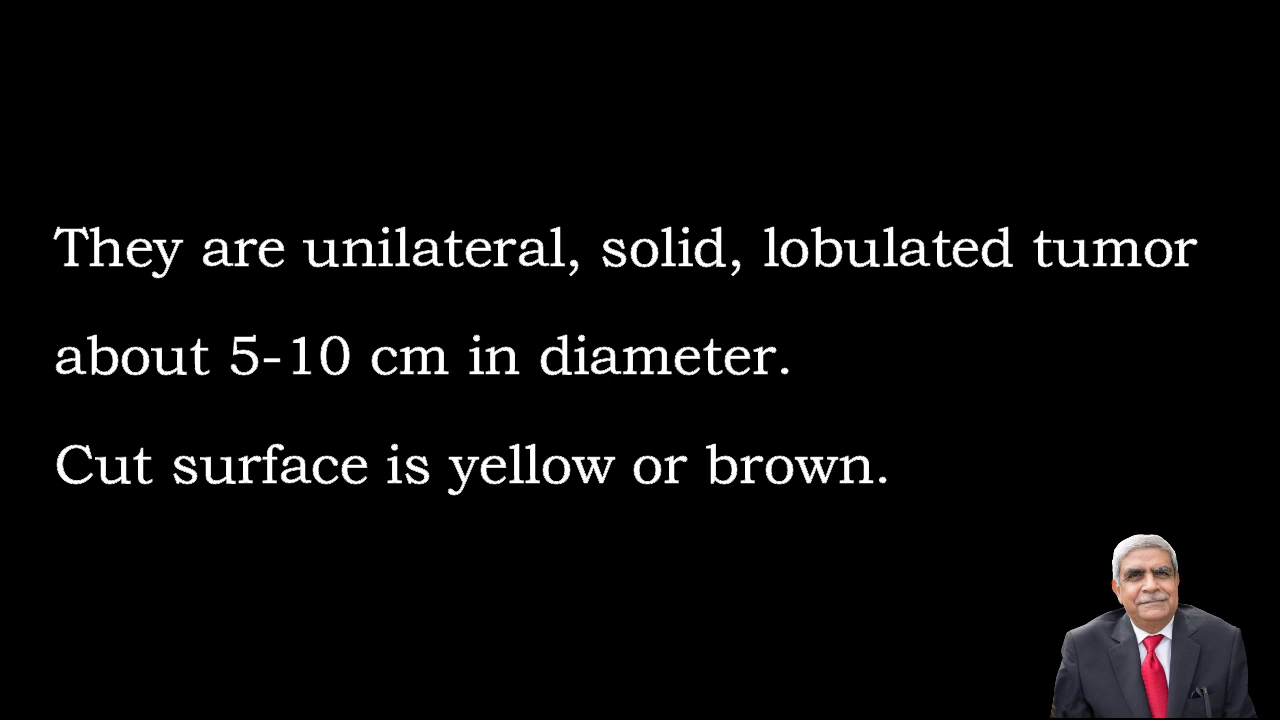 They are unilateral, solid, lobulated tumor
about 5-10 cm in diameter.
Cut surface is yellow or brown.